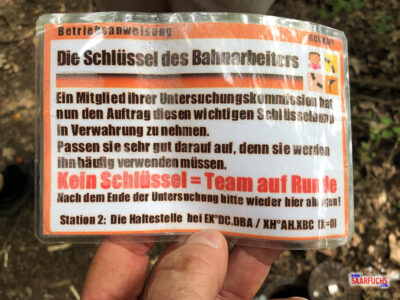 Betriebsanweisung
Die Schlüssel des Bahnarbeiters
Ein Mitglied ihrer Untersuchungskommission hat
nun den Auftrag diesen wichtigen Schlüsselbund
in Verwahrung zu nehmen.
Passen sie sehr gut darauf auf, denn sie werden
ihn häufig verwenden müssen.
Kein Schlüssel = Team auf Runde
Nach dem Ende der Untersuchung bitte wieder hier ablegen!
Station 2: Die Haltestelle bei EK°DC.DBA / XH°AH.KBC (X=0)
SAARFUCHS